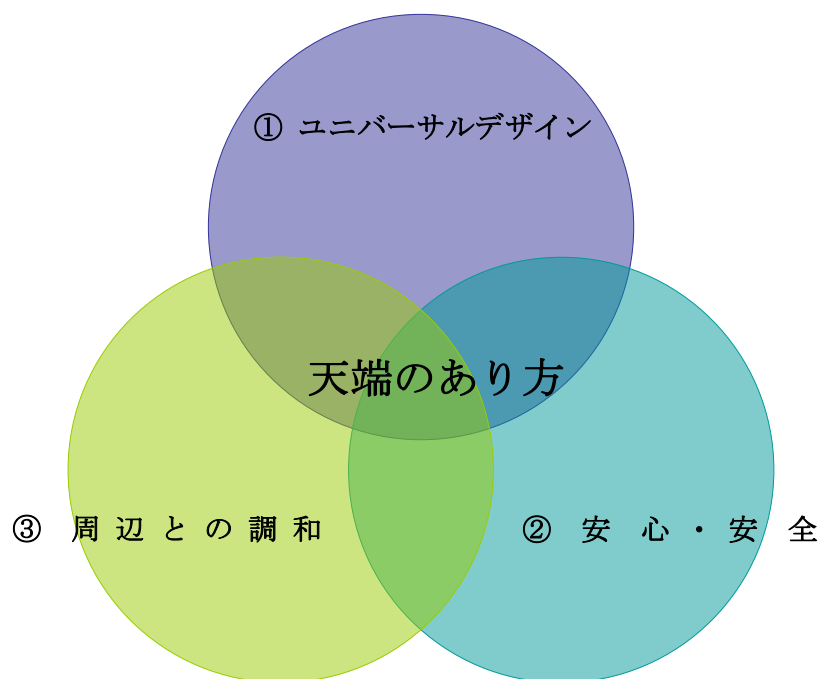 ① ユニバーサルデザイン
天端のあり方
③ 周辺との調和
② 安心・安全